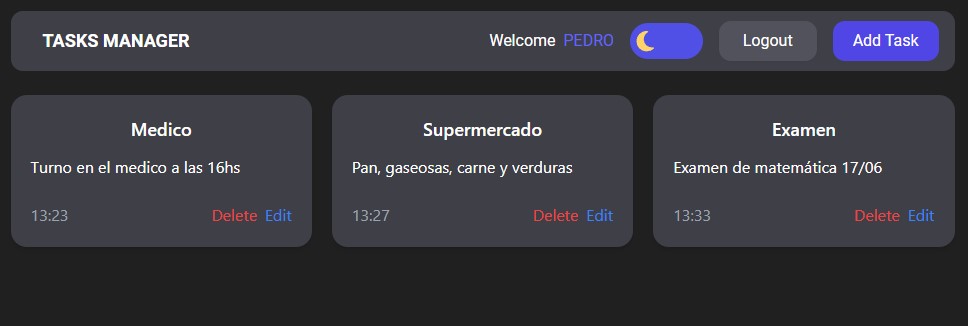 TASKS MANAGER Welcome PEDRO Logout Add Task
Medico
Turno en el medico a las 16hs
13:23 Delete Edit
Supermercado
Pan, gaseosas, carne y verduras
13:27 Delete Edit
Examen
Examen de matemática 17/06
13:33 Delete Edit